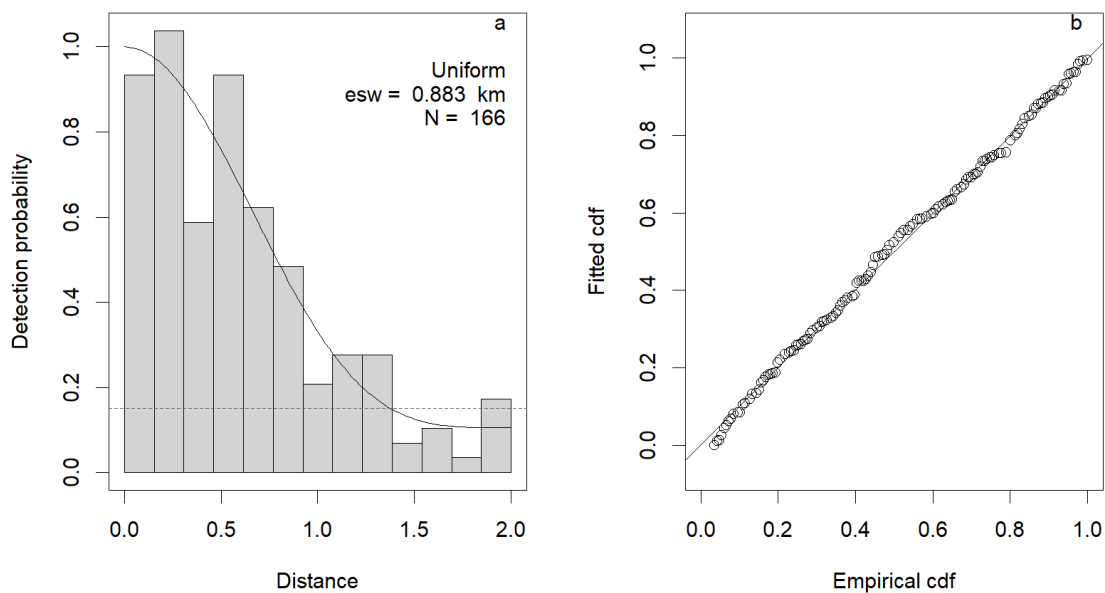 a
Uniform
esw = 0.883 km
N = 166
Detection probability
1.0
0.8
0.6
0.4
0.2
0.0
0.0 0.5 1.0 1.5 2.0
Distance
b
Fitted cdf
1.0
0.8
0.6
0.4
0.2
0.0
0.0 0.2 0.4 0.6 0.8 1.0
Empirical cdf